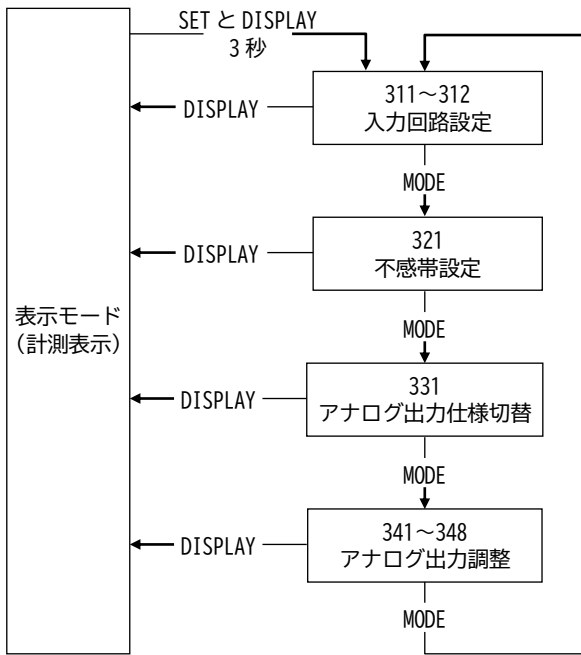 SET と DISPLAY
3 秒
311～312
入力回路設定
DISPLAY
MODE
321
不感帯設定
DISPLAY
MODE
表示モード
（計測表示）
331
アナログ出力仕様切替
DISPLAY
MODE
341～348
アナログ出力調整
DISPLAY
MODE